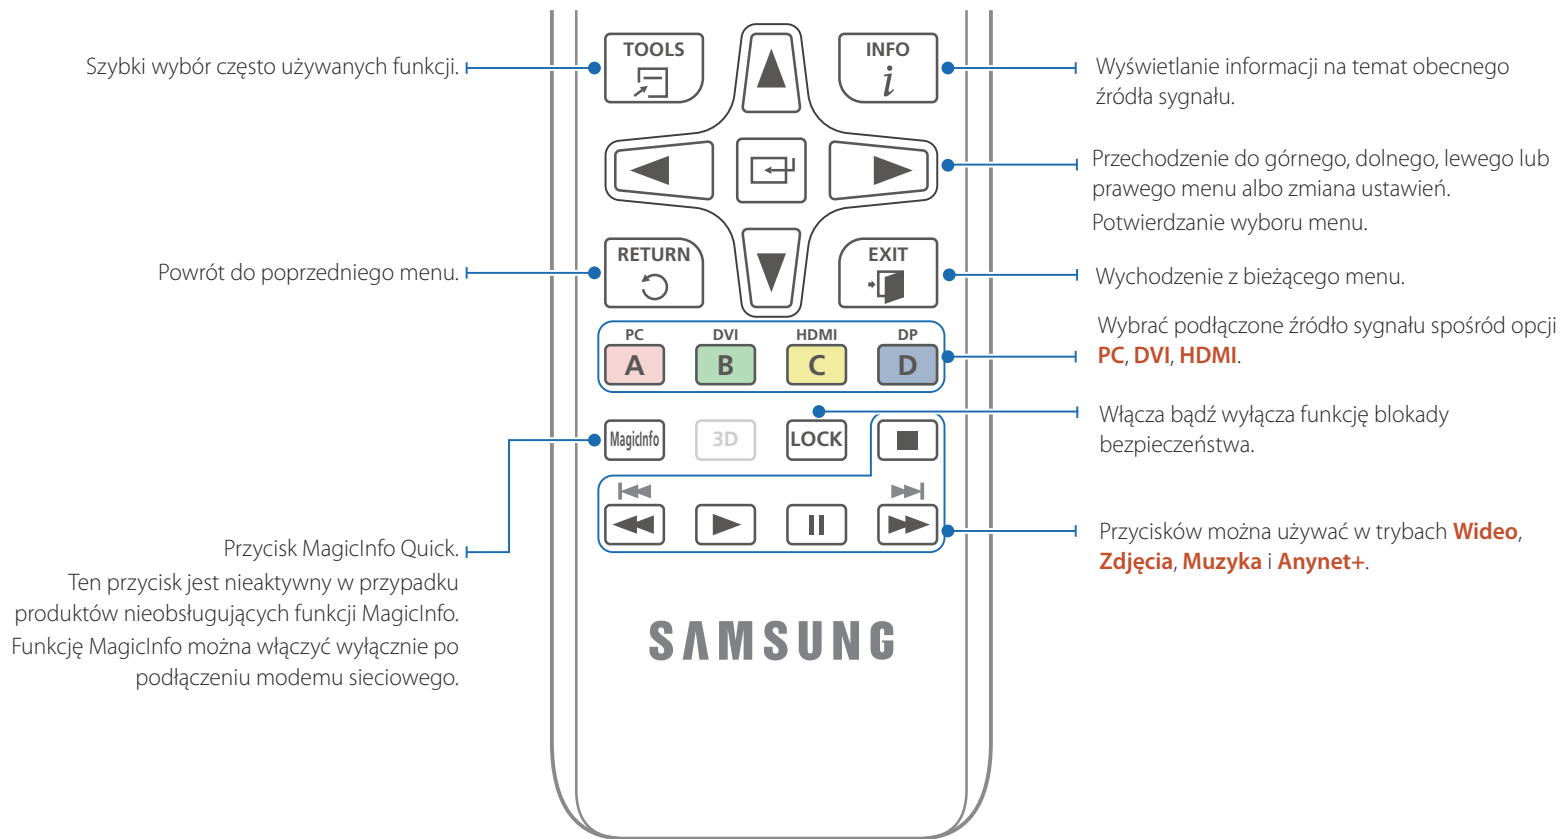 TOOLS
INFO
i
Szybki wybór często używanych funkcji.
Wyświetlanie informacji na temat obecnego
źródła sygnału.
Przechodzenie do górnego, dolnego, lewego lub
prawego menu albo zmiana ustawień.
Potwierdzanie wyboru menu.
RETURN
EXIT
Powrót do poprzedniego menu.
Wychodzenie z bieżącego menu.
PC DVI HDMI DP
A B C D
Wybrać podłączone źródło sygnału spośród opcji
PC, DVI, HDMI.
MagicInfo 3D LOCK
Włącza bądź wyłącza funkcję blokady
bezpieczeństwa.
Przycisk MagicInfo Quick.
Ten przycisk jest nieaktywny w przypadku
produktów nieobsługujących funkcji MagicInfo.
Funkcję MagicInfo można włączyć wyłącznie po
podłączeniu modemu sieciowego.
Przycisków można używać w trybach Wideo,
Zdjęcia, Muzyka i Anynet+.
SAMSUNG